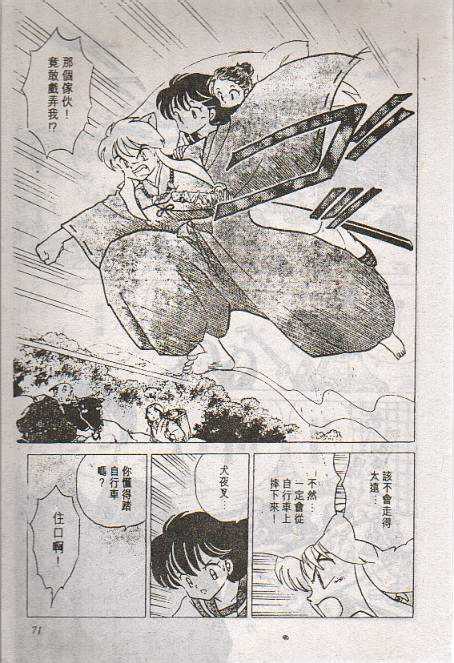 那個傢伙！
竟敢戲弄我!?
該不會走得
太遠…
…不然…
一定會從
自行車上
摔下來！
犬夜叉…
你懂得踏
自行車
嗎？
住口啊！
71